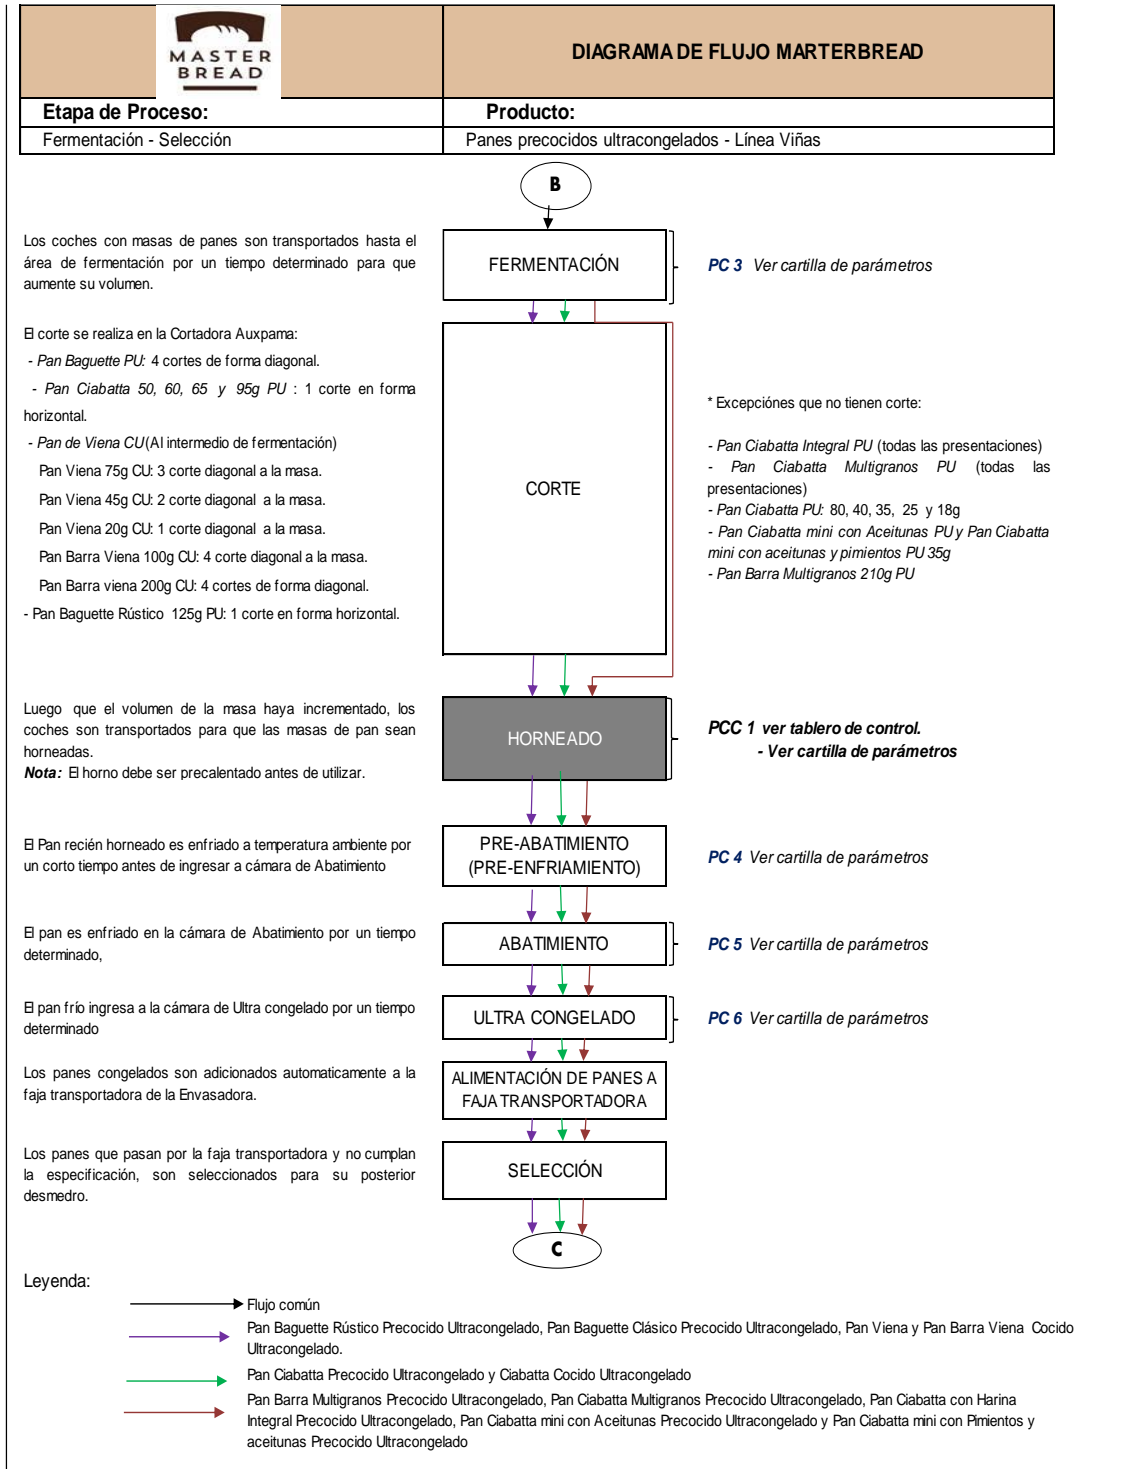 MASTER
BREAD
DIAGRAMA DE FLUJO MARTERBREAD
Etapa de Proceso:
Producto:
Fermentación - Selección
Panes precocidos ultracongelados - Línea Viñas
B
Los coches con masas de panes son transportados hasta el
área de fermentación por un tiempo determinado para que
aumente su volumen.
FERMENTACIÓN
PC 3 Ver cartilla de parámetros
El corte se realiza en la Cortadora Auxpama:
- Pan Baguette PU: 4 cortes de forma diagonal.
- Pan Ciabatta 50, 60, 65 y 95g PU : 1 corte en forma
horizontal.
- Pan de Viena CU(Al intermedio de fermentación)
Pan Viena 75g CU: 3 corte diagonal a la masa.
Pan Viena 45g CU: 2 corte diagonal a la masa.
Pan Viena 20g CU: 1 corte diagonal a la masa.
Pan Barra Viena 100g CU: 4 corte diagonal a la masa.
Pan Barra viena 200g CU: 4 cortes de forma diagonal.
- Pan Baguette Rústico 125g PU: 1 corte en forma horizontal.
CORTE
* Excepciónes que no tienen corte:
- Pan Ciabatta Integral PU (todas las presentaciones)
- Pan Ciabatta Multigranos PU (todas las
presentaciones)
- Pan Ciabatta PU: 80, 40, 35, 25 y 18g
- Pan Ciabatta mini con Aceitunas PU y Pan Ciabatta
mini con aceitunas y pimientos PU 35g
- Pan Barra Multigranos 210g PU
Luego que el volumen de la masa haya incrementado, los
coches son transportados para que las masas de pan sean
horneadas.
Nota: El horno debe ser precalentado antes de utilizar.
HORNEADO
PCC 1 ver tablero de control.
- Ver cartilla de parámetros
El Pan recién horneado es enfriado a temperatura ambiente por
un corto tiempo antes de ingresar a cámara de Abatimiento
PRE-ABATIMIENTO
(PRE-ENFRIAMIENTO)
PC 4 Ver cartilla de parámetros
El pan es enfriado en la cámara de Abatimiento por un tiempo
determinado,
ABATIMIENTO
PC 5 Ver cartilla de parámetros
El pan frío ingresa a la cámara de Ultra congelado por un tiempo
determinado
ULTRA CONGELADO
PC 6 Ver cartilla de parámetros
Los panes congelados son adicionados automaticamente a la
faja transportadora de la Envasadora.
ALIMENTACIÓN DE PANES A
FAJA TRANSPORTADORA
Los panes que pasan por la faja transportadora y no cumplan
la especificación, son seleccionados para su posterior
desmedro.
SELECCIÓN
C
Leyenda:
Flujo común
Pan Baguette Rústico Precocido Ultracongelado, Pan Baguette Clásico Precocido Ultracongelado, Pan Viena y Pan Barra Viena Cocido
Ultracongelado.
Pan Ciabatta Precocido Ultracongelado y Ciabatta Cocido Ultracongelado
Pan Barra Multigranos Precocido Ultracongelado, Pan Ciabatta Multigranos Precocido Ultracongelado, Pan Ciabatta con Harina
Integral Precocido Ultracongelado, Pan Ciabatta mini con Aceitunas Precocido Ultracongelado y Pan Ciabatta mini con Pimientos y
aceitunas Precocido Ultracongelado